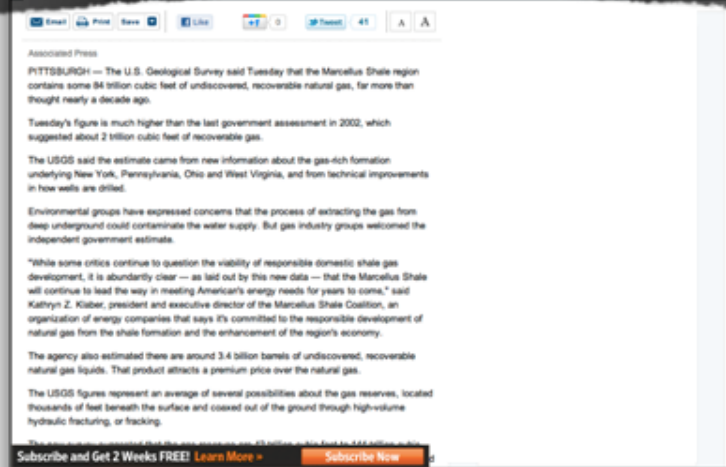 Email Print Save Like +1 0 Tweet 41 A A
Associated Press
PITTSBURGH — The U.S. Geological Survey said Tuesday that the Marcellus Shale region
contains some 84 trillion cubic feet of undiscovered, recoverable natural gas, far more than
thought nearly a decade ago.
Tuesday's figure is much higher than the last government assessment in 2002, which
suggested about 2 trillion cubic feet of recoverable gas.
The USGS said the estimate came from new information about the gas-rich formation
underlying New York, Pennsylvania, Ohio and West Virginia, and from technical improvements
in how wells are drilled.
Environmental groups have expressed concerns that the process of extracting the gas from
deep underground could contaminate the water supply. But gas industry groups welcomed the
independent government estimate.
"While some critics continue to question the viability of responsible domestic shale gas
development, it is abundantly clear — as laid out by this new data — that the Marcellus Shale
will continue to lead the way in meeting American's energy needs for years to come," said
Kathryn Z. Klaber, president and executive director of the Marcellus Shale Coalition, an
organization of energy companies that says it's committed to the responsible development of
natural gas from the shale formation and the enhancement of the region's economy.
The agency also estimated there are around 3.4 billion barrels of undiscovered, recoverable
natural gas liquids. That product attracts a premium price over the natural gas.
The USGS figures represent an average of several possibilities about the gas reserves, located
thousands of feet beneath the surface and coaxed out of the ground through high-volume
hydraulic fracturing, or fracking.
Subscribe and Get 2 Weeks FREE! Learn More » Subscribe Now